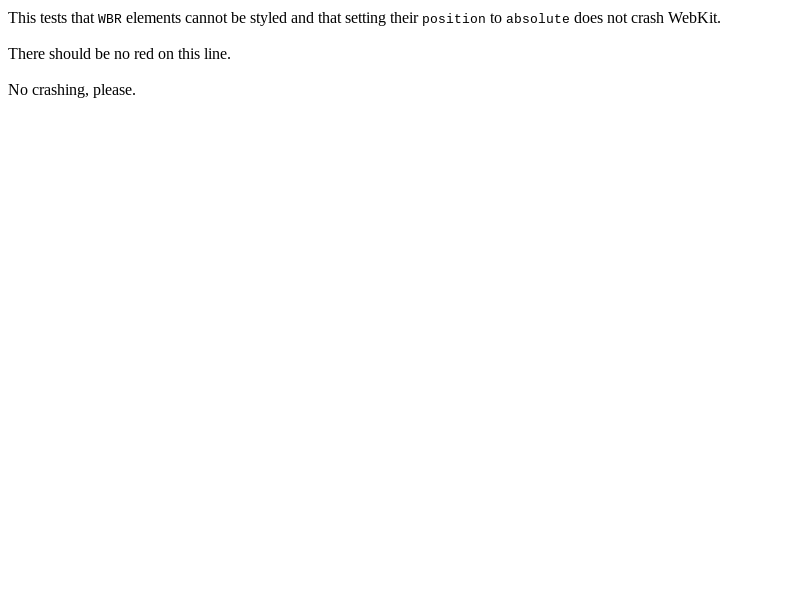 This tests that WBR elements cannot be styled and that setting their position to absolute does not crash WebKit.
There should be no red on this line.
No crashing, please.